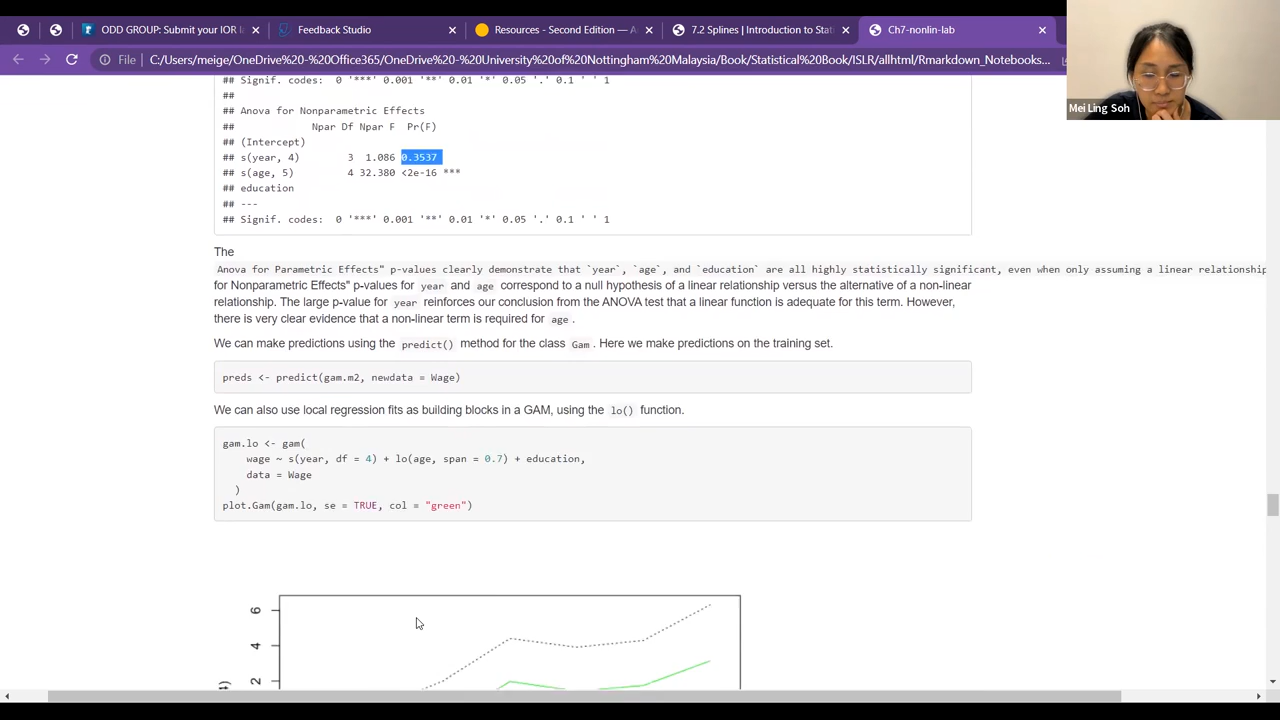 ODD GROUP: Submit your IOR l
Feedback Studio
Resources - Second Edition — A
7.2 Splines | Introduction to Stat
Ch7-nonlin-lab
File
C:/Users/meige/OneDrive%20-%20Office365/OneDrive%20-%20University%20of%20Nottingham%20Malaysia/Book/Statistical%20Book/ISLR/allhtml/Rmarkdown_Notebooks...
Mei Ling Soh
## Signif. codes:  0 '***' 0.001 '**' 0.01 '*' 0.05 '.' 0.1 ' ' 1
##
## Anova for Nonparametric Effects
##             Npar Df Npar F  Pr(F)
## (Intercept)
## s(year, 4)        3  1.086 0.3537
## s(age, 5)         4 32.380 <2e-16 ***
## education
## ---
## Signif. codes:  0 '***' 0.001 '**' 0.01 '*' 0.05 '.' 0.1 ' ' 1
The
Anova for Parametric Effects" p-values clearly demonstrate that `year`, `age`, and `education` are all highly statistically significant, even when only assuming a linear relationship
for Nonparametric Effects" p-values for year and age correspond to a null hypothesis of a linear relationship versus the alternative of a non-linear
relationship. The large p-value for year reinforces our conclusion from the ANOVA test that a linear function is adequate for this term. However,
there is very clear evidence that a non-linear term is required for age .
We can make predictions using the predict() method for the class Gam . Here we make predictions on the training set.
preds <- predict(gam.m2, newdata = Wage)
We can also use local regression fits as building blocks in a GAM, using the lo() function.
gam.lo <- gam(
wage ~ s(year, df = 4) + lo(age, span = 0.7) + education,
data = Wage
)
plot.Gam(gam.lo, se = TRUE, col = "green")
6
4
2